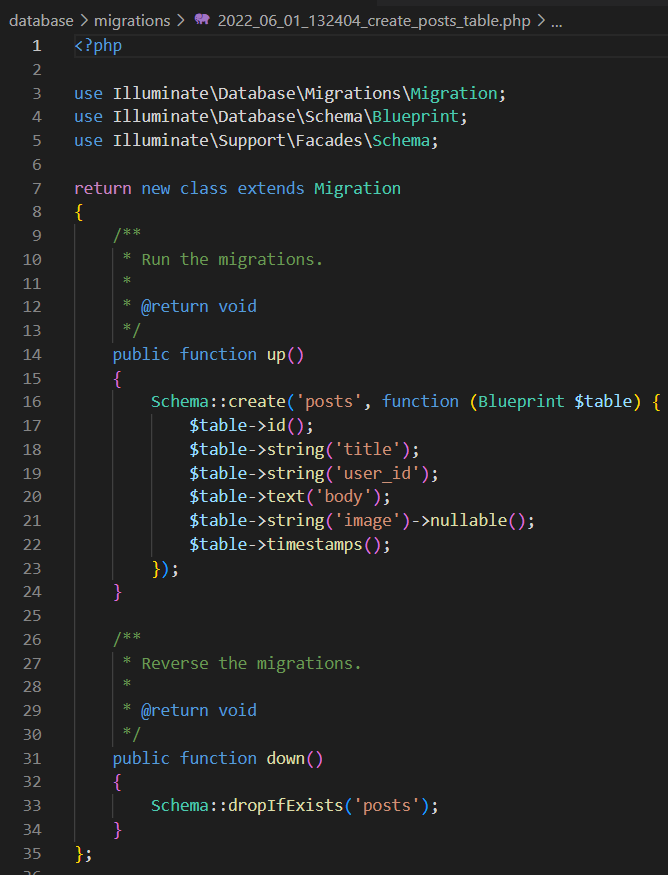 database > migrations > 2022_06_01_132404_create_posts_table.php > ...
1 <?php
2
3 use Illuminate\Database\Migrations\Migration;
4 use Illuminate\Database\Schema\Blueprint;
5 use Illuminate\Support\Facades\Schema;
6
7 return new class extends Migration
8 {
9     /**
10      * Run the migrations.
11      *
12      * @return void
13      */
14     public function up()
15     {
16         Schema::create('posts', function (Blueprint $table) {
17             $table->id();
18             $table->string('title');
19             $table->string('user_id');
20             $table->text('body');
21             $table->string('image')->nullable();
22             $table->timestamps();
23         });
24     }
25
26     /**
27      * Reverse the migrations.
28      *
29      * @return void
30      */
31     public function down()
32     {
33         Schema::dropIfExists('posts');
34     }
35 };
36